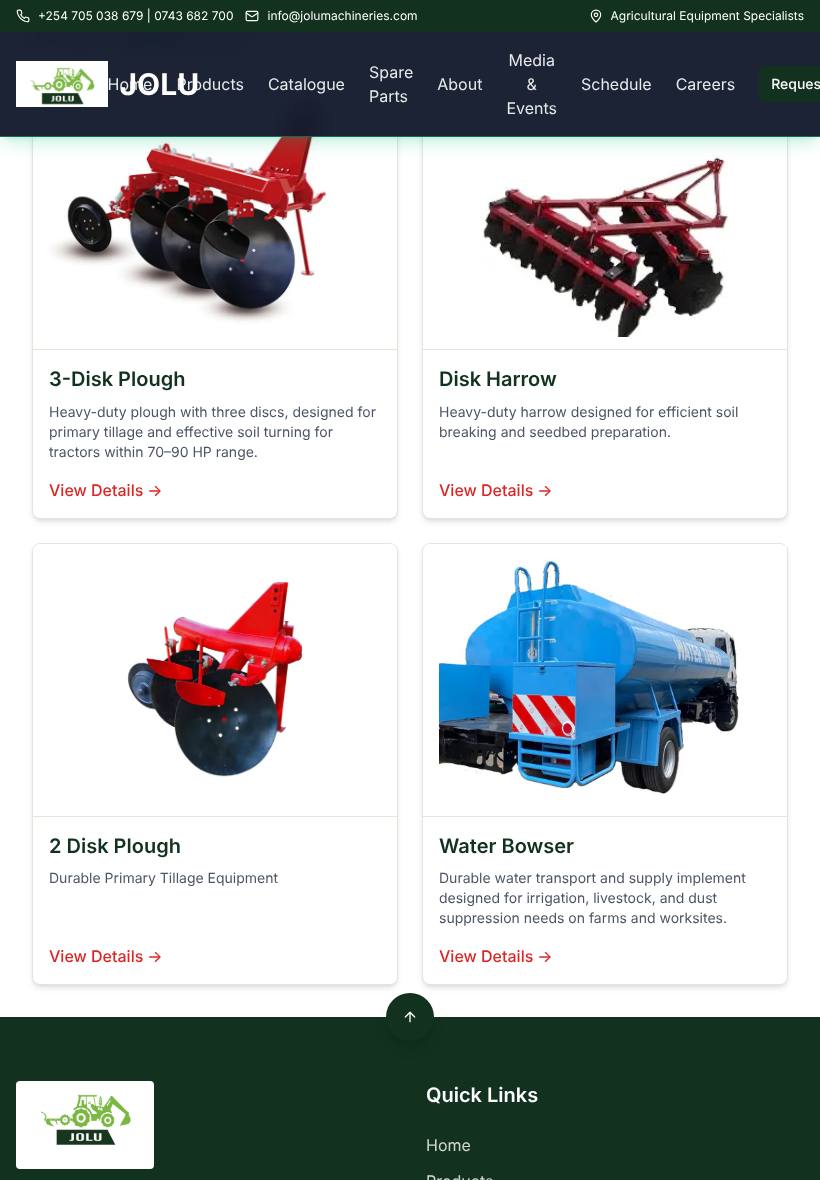 +254 705 038 679 | 0743 682 700
info@jolumachineries.com
Agricultural Equipment Specialists
JOLU
JOLU
Home
Products
Catalogue
Spare
Parts
About
Media
&
Events
Schedule
Careers
Reques
3-Disk Plough
Heavy-duty plough with three discs, designed for
primary tillage and effective soil turning for
tractors within 70–90 HP range.
View Details →
Disk Harrow
Heavy-duty harrow designed for efficient soil
breaking and seedbed preparation.
View Details →
WATER
2 Disk Plough
Durable Primary Tillage Equipment
View Details →
Water Bowser
Durable water transport and supply implement
designed for irrigation, livestock, and dust
suppression needs on farms and worksites.
View Details →
JOLU
Quick Links
Home
Products